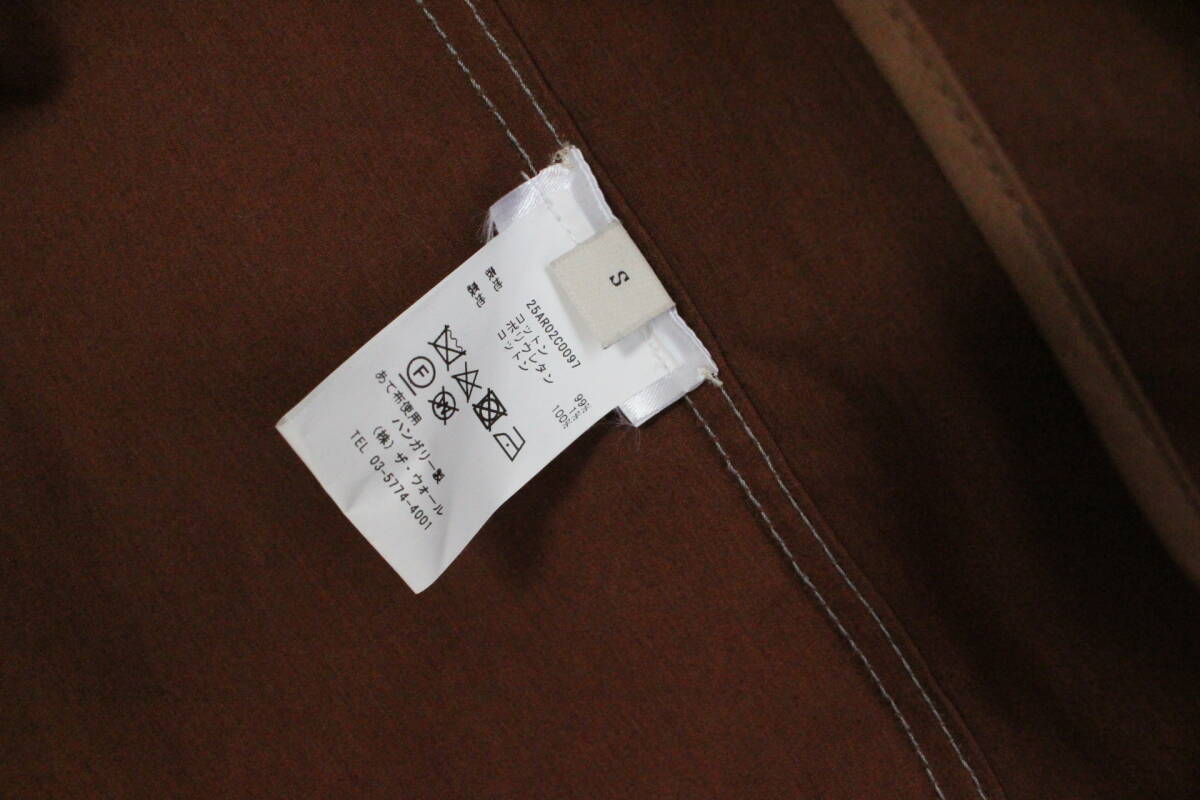 S
25AR02C0097
表地 コットン 99%
ポリウレタン 1%
裏地 コットン 100%
F
あて布使用
ハンガリー製
(株)ザ・ウォール
TEL 03-5774-4001